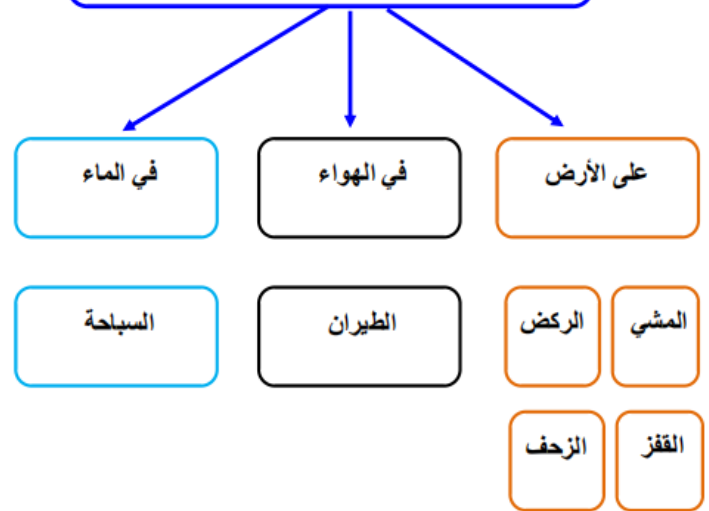 على الأرض
في الهواء
في الماء
المشي
الركض
الطيران
السباحة
القفز
الزحف